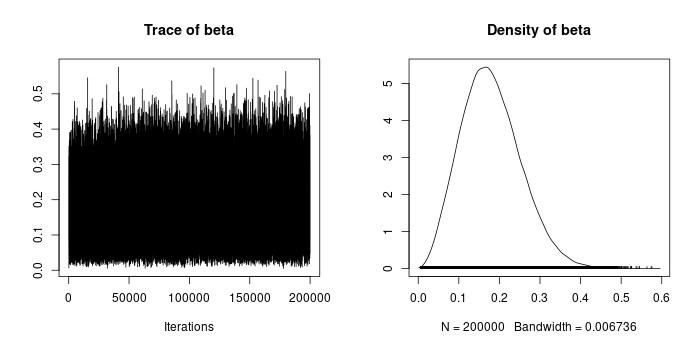 Trace of beta
0.5
0.4
0.3
0.2
0.1
0.0
0 50000 100000 150000 200000
Iterations
Density of beta
5
4
3
2
1
0
0.0 0.1 0.2 0.3 0.4 0.5 0.6
N = 200000 Bandwidth = 0.006736